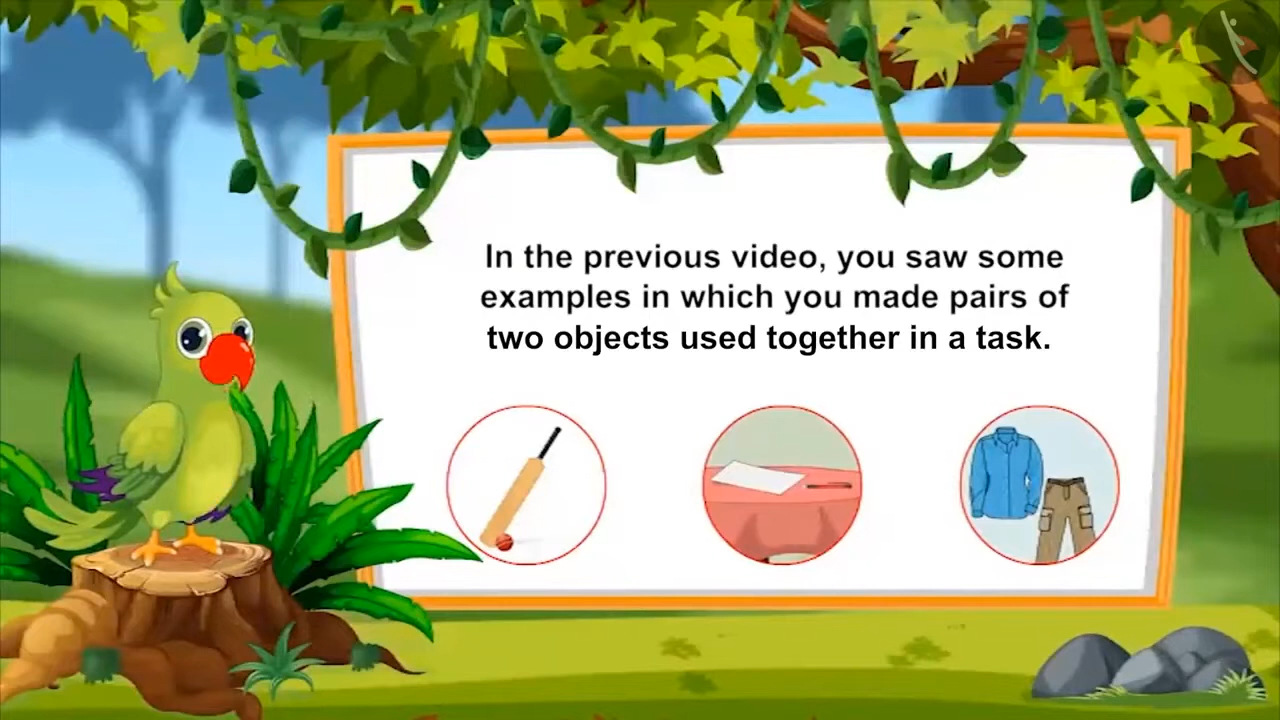 In the previous video, you saw some
examples in which you made pairs of
two objects used together in a task.